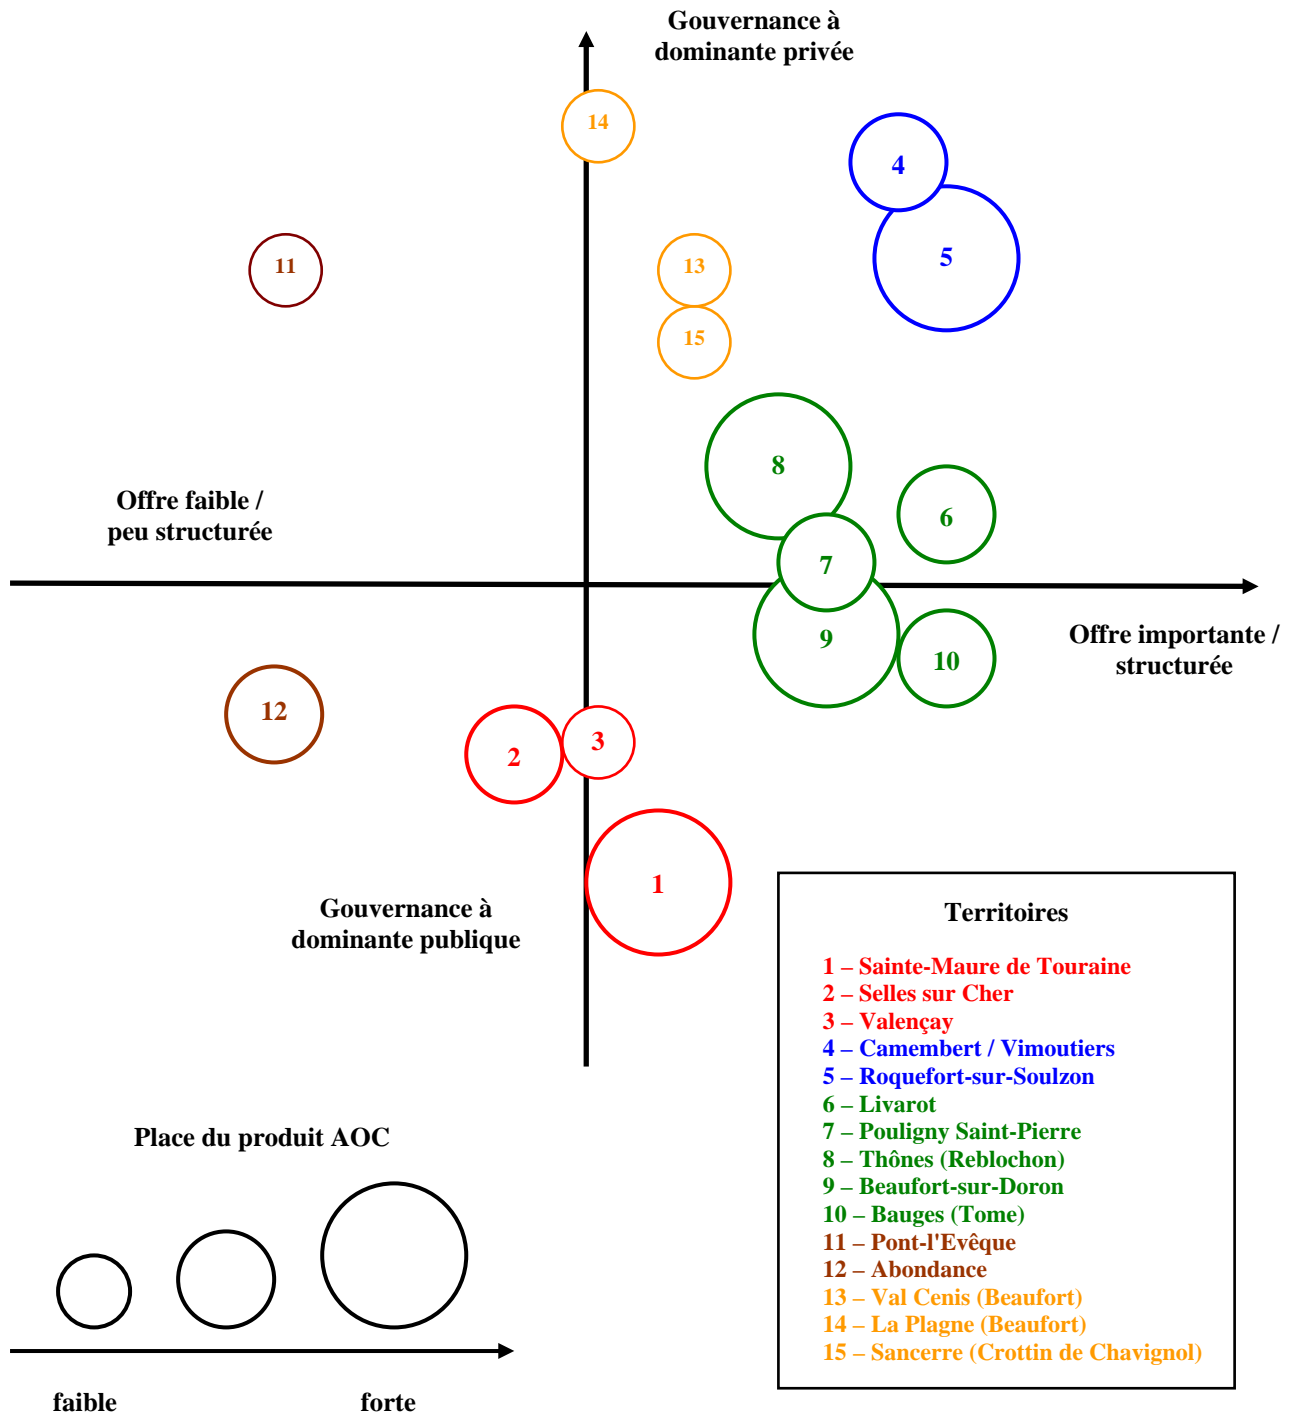 Gouvernance à
dominante privée
14
4
5
11
13
15
8
6
7
9
10
Offre faible /
peu structurée
Offre importante /
structurée
12
2
3
1
Gouvernance à
dominante publique
Territoires
1 – Sainte-Maure de Touraine
2 – Selles sur Cher
3 – Valençay
4 – Camembert / Vimoutiers
5 – Roquefort-sur-Soulzon
6 – Livarot
7 – Pouligny Saint-Pierre
8 – Thônes (Reblochon)
9 – Beaufort-sur-Doron
10 – Bauges (Tome)
11 – Pont-l'Evêque
12 – Abondance
13 – Val Cenis (Beaufort)
14 – La Plagne (Beaufort)
15 – Sancerre (Crottin de Chavignol)
Place du produit AOC
faible
forte